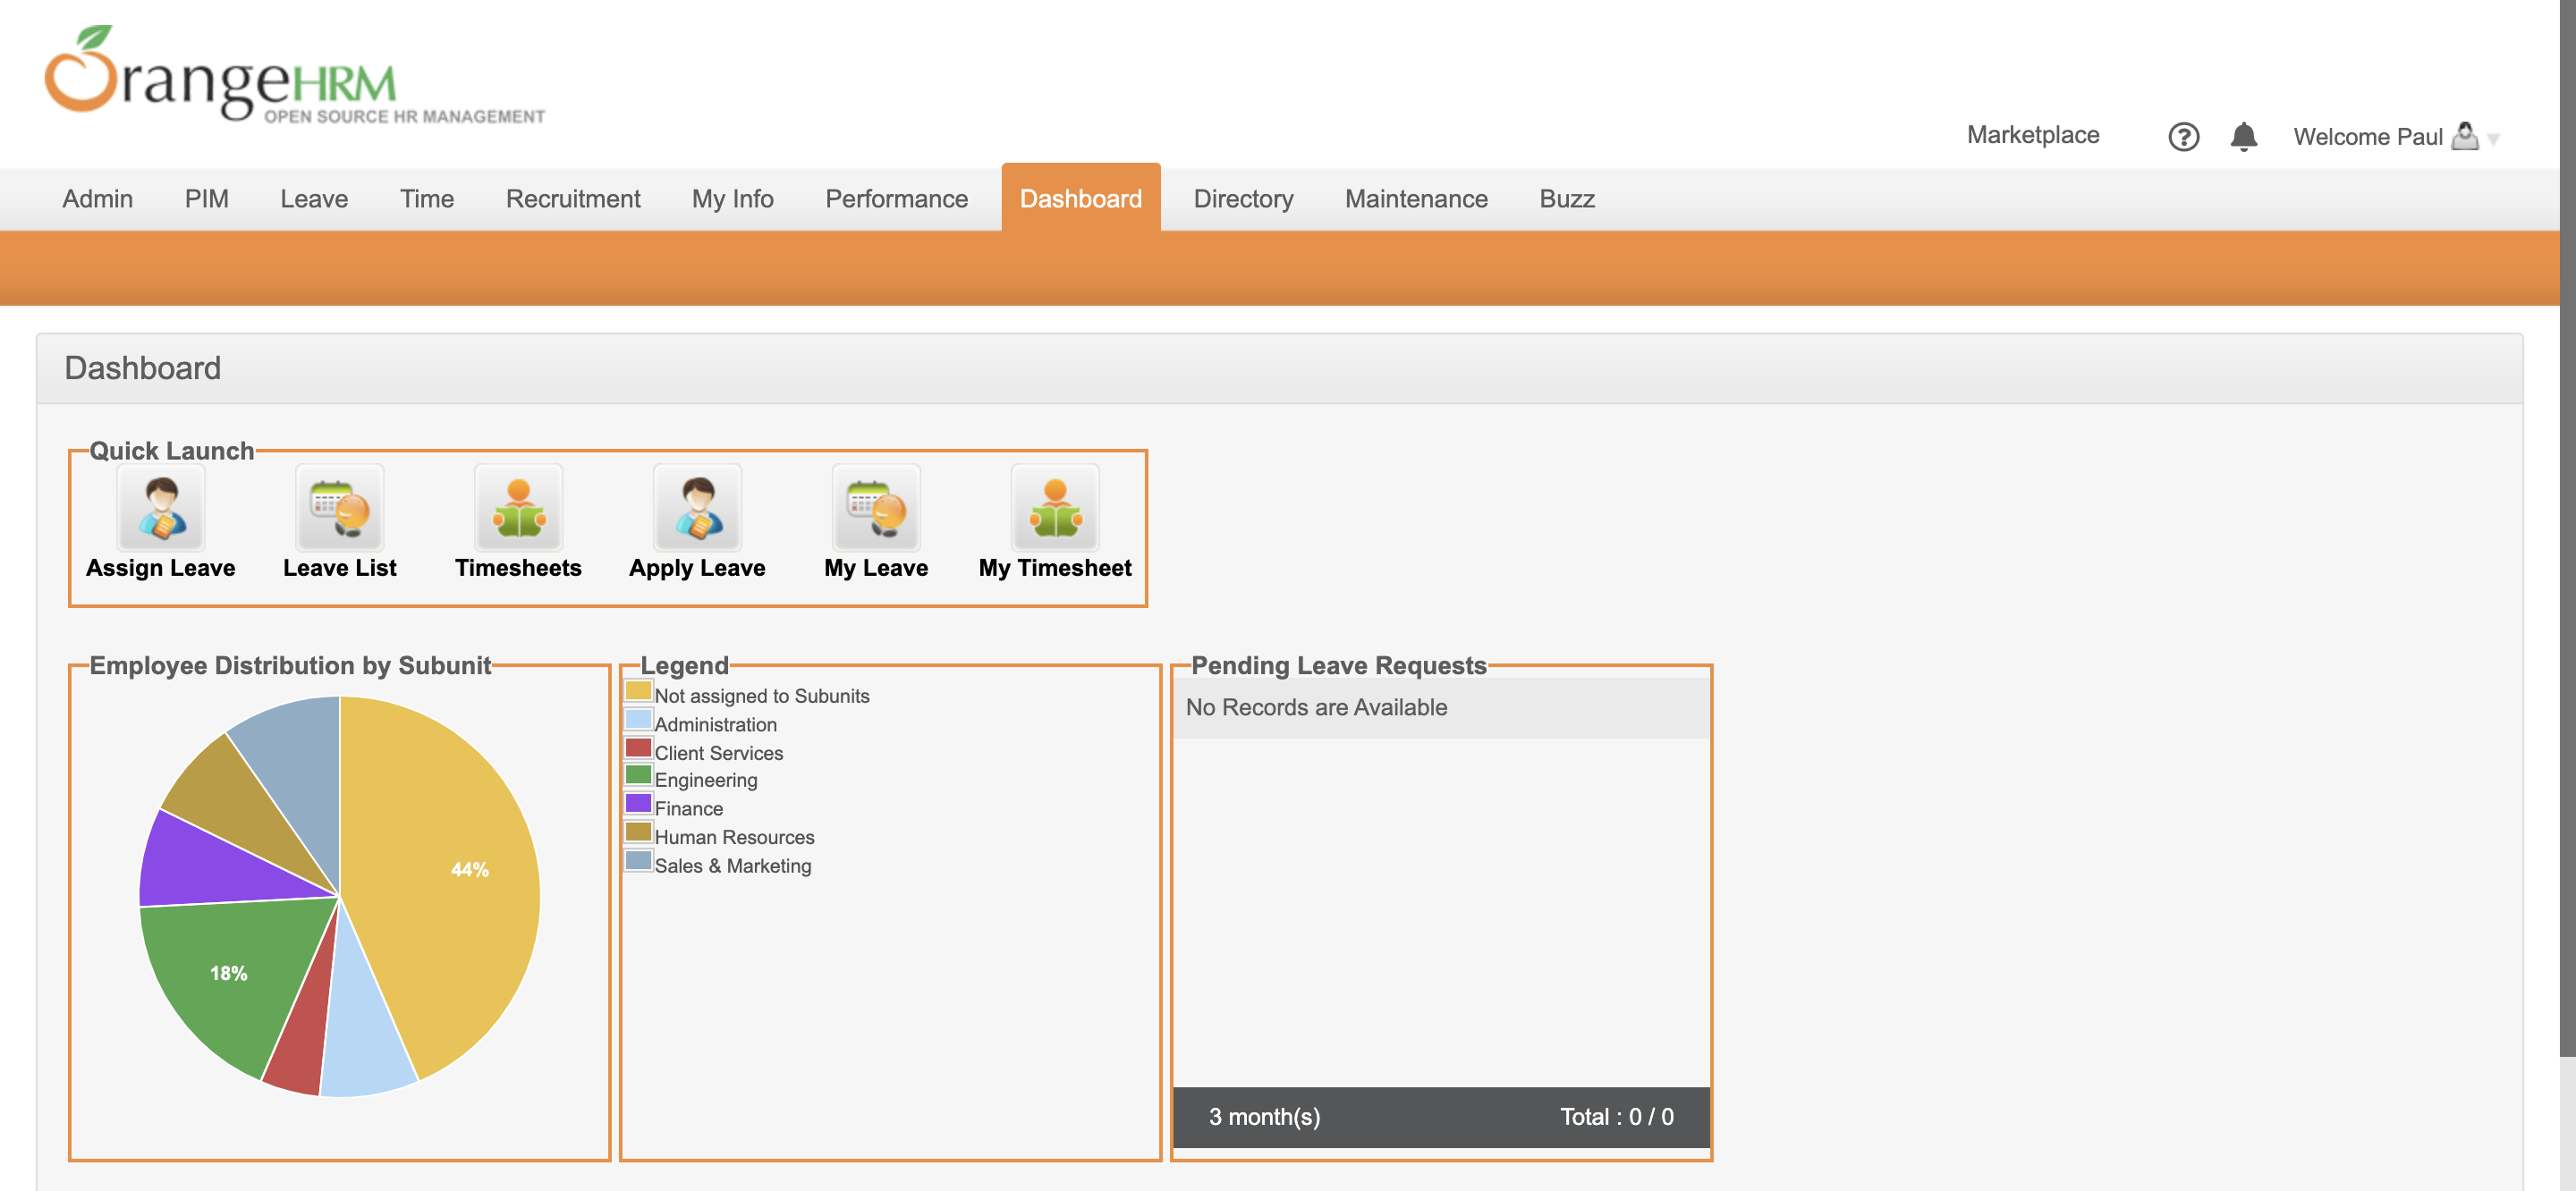 OrangeHRM
OPEN SOURCE HR MANAGEMENT
Marketplace ? Welcome Paul
Admin PIM Leave Time Recruitment My Info Performance Dashboard Directory Maintenance Buzz
Dashboard
Quick Launch
Assign Leave Leave List Timesheets Apply Leave My Leave My Timesheet
Employee Distribution by Subunit
44%
18%
Legend
Not assigned to Subunits
Administration
Client Services
Engineering
Finance
Human Resources
Sales & Marketing
Pending Leave Requests
No Records are Available
3 month(s) Total : 0 / 0